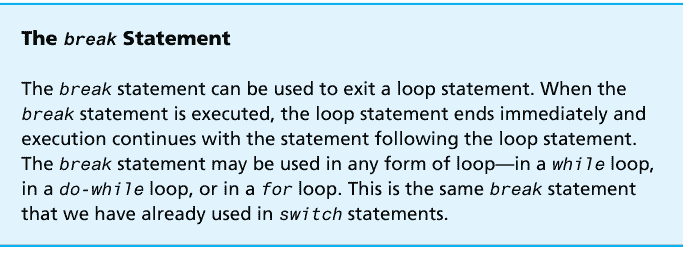 The break Statement
The break statement can be used to exit a loop statement. When the
break statement is executed, the loop statement ends immediately and
execution continues with the statement following the loop statement.
The break statement may be used in any form of loop—in a while loop,
in a do-while loop, or in a for loop. This is the same break statement
that we have already used in switch statements.